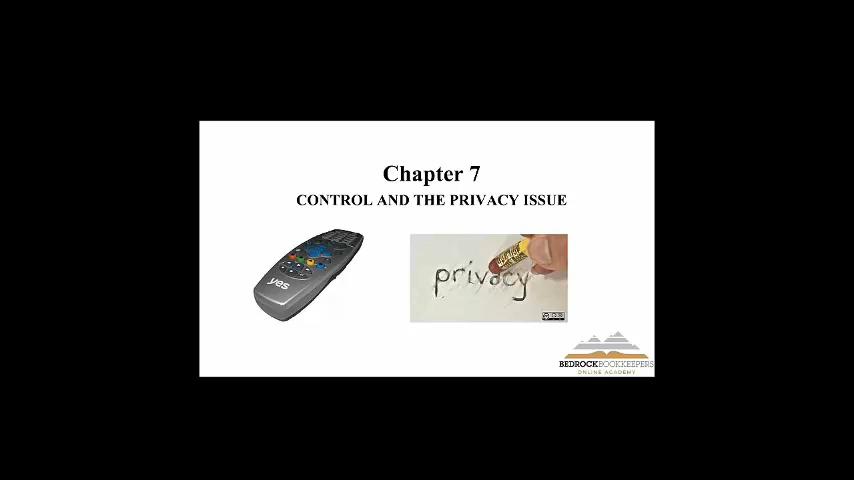 Chapter 7
CONTROL AND THE PRIVACY ISSUE
yes
privacy
BEDROCKBOOKKEEPERS
ONLINE ACADEMY